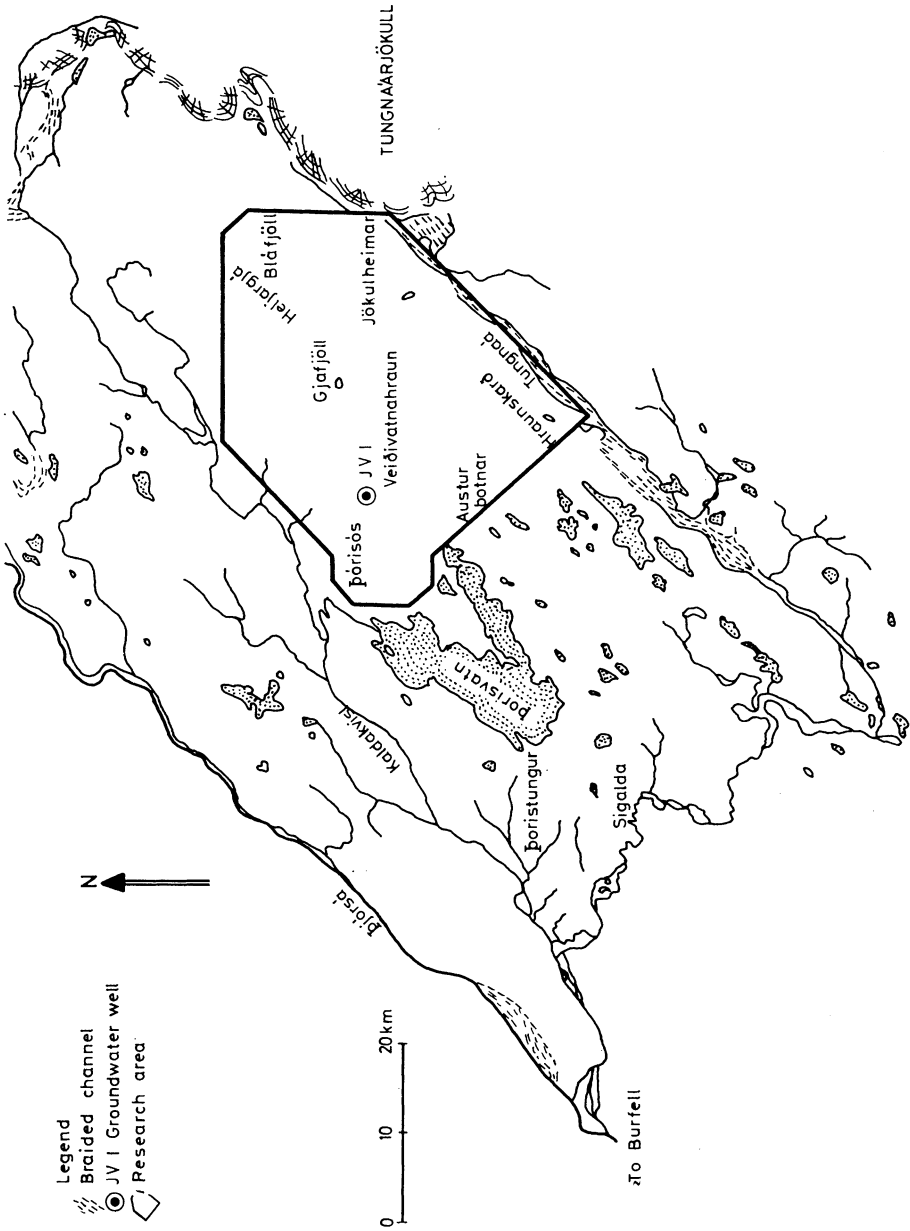 Legend
Braided channel
JV I Groundwater well
Research area
0 10 20 km
N
To Burfell
Þjórsá
Kaldakvísl
Þóristungur
Sigalda
Þórisvatn
Þórisós
JV I
Veiðivatnahraun
Austur
botnar
Gjáfjöll
Heljargjá
Bláfjöll
Jökulheimar
Hraunskarð
Tungnaá
TUNGNAÁRJÖKULL